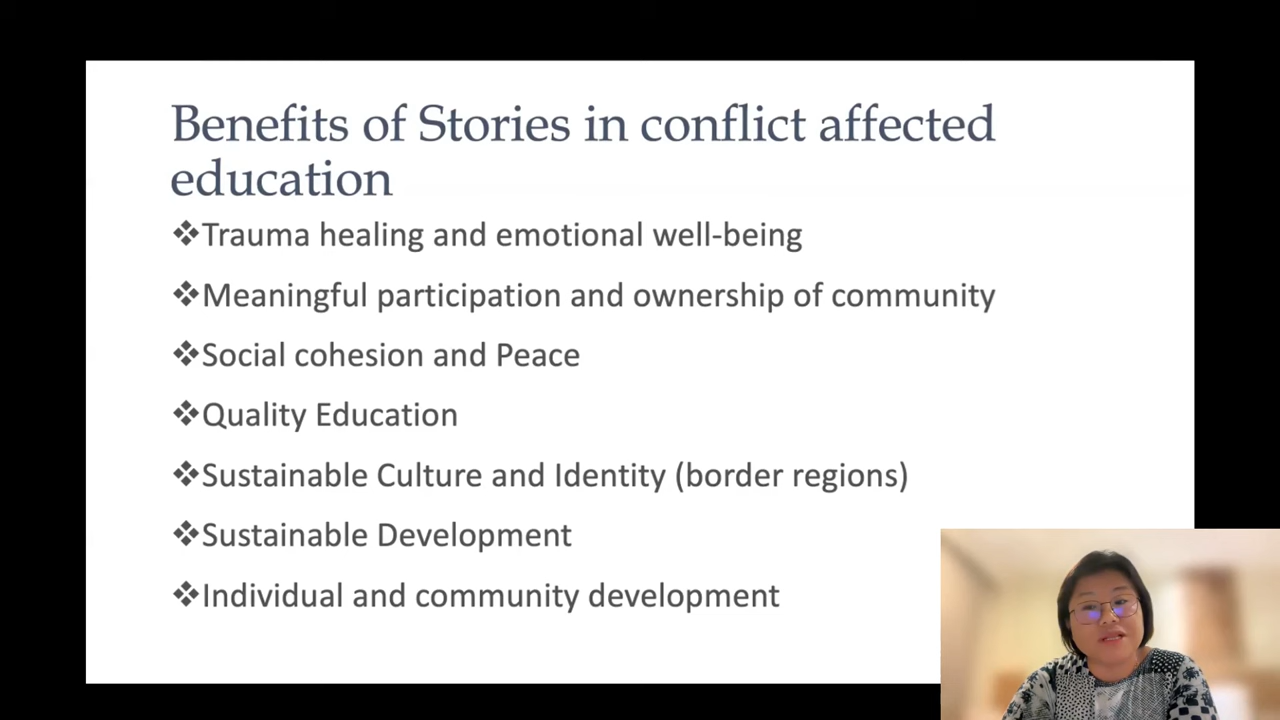 Benefits of Stories in conflict affected
education
❖Trauma healing and emotional well-being
❖Meaningful participation and ownership of community
❖Social cohesion and Peace
❖Quality Education
❖Sustainable Culture and Identity (border regions)
❖Sustainable Development
❖Individual and community development